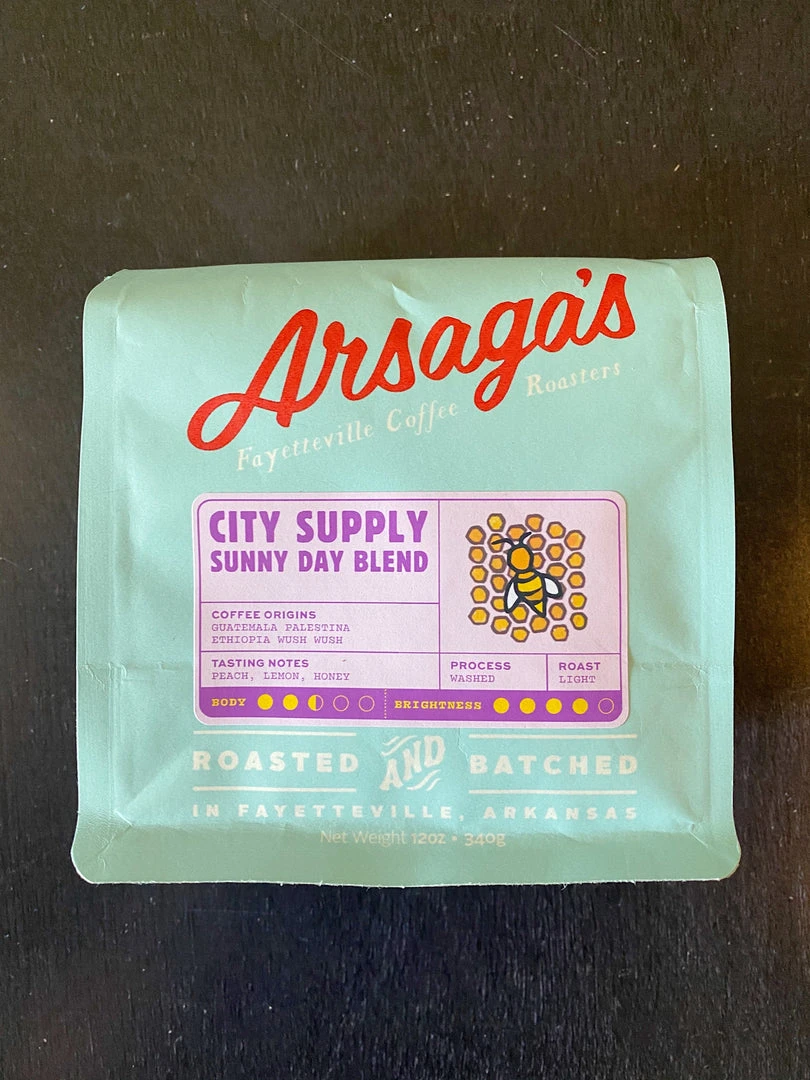 Arsaga's
Fayetteville Coffee Roasters
CITY SUPPLY
SUNNY DAY BLEND
COFFEE ORIGINS
GUATEMALA PALESTINA
ETHIOPIA WUSH WUSH
TASTING NOTES
PEACH, LEMON, HONEY
PROCESS
WASHED
ROAST
LIGHT
BODY
BRIGHTNESS
ROASTED AND BATCHED
IN FAYETTEVILLE, ARKANSAS
Net Weight 12oz • 340g